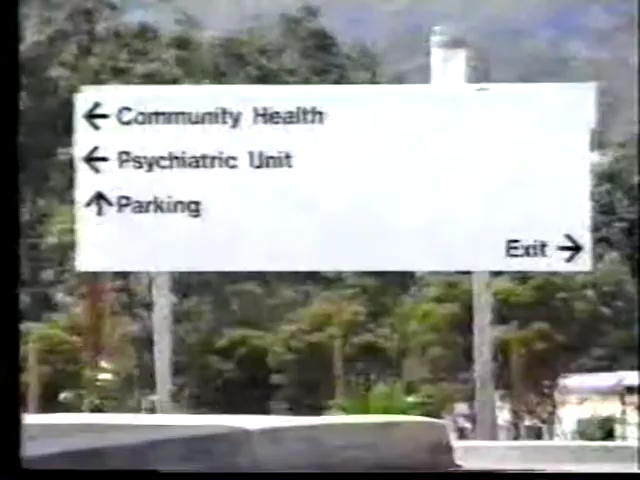 ← Community Health
← Psychiatric Unit
↑ Parking
Exit →